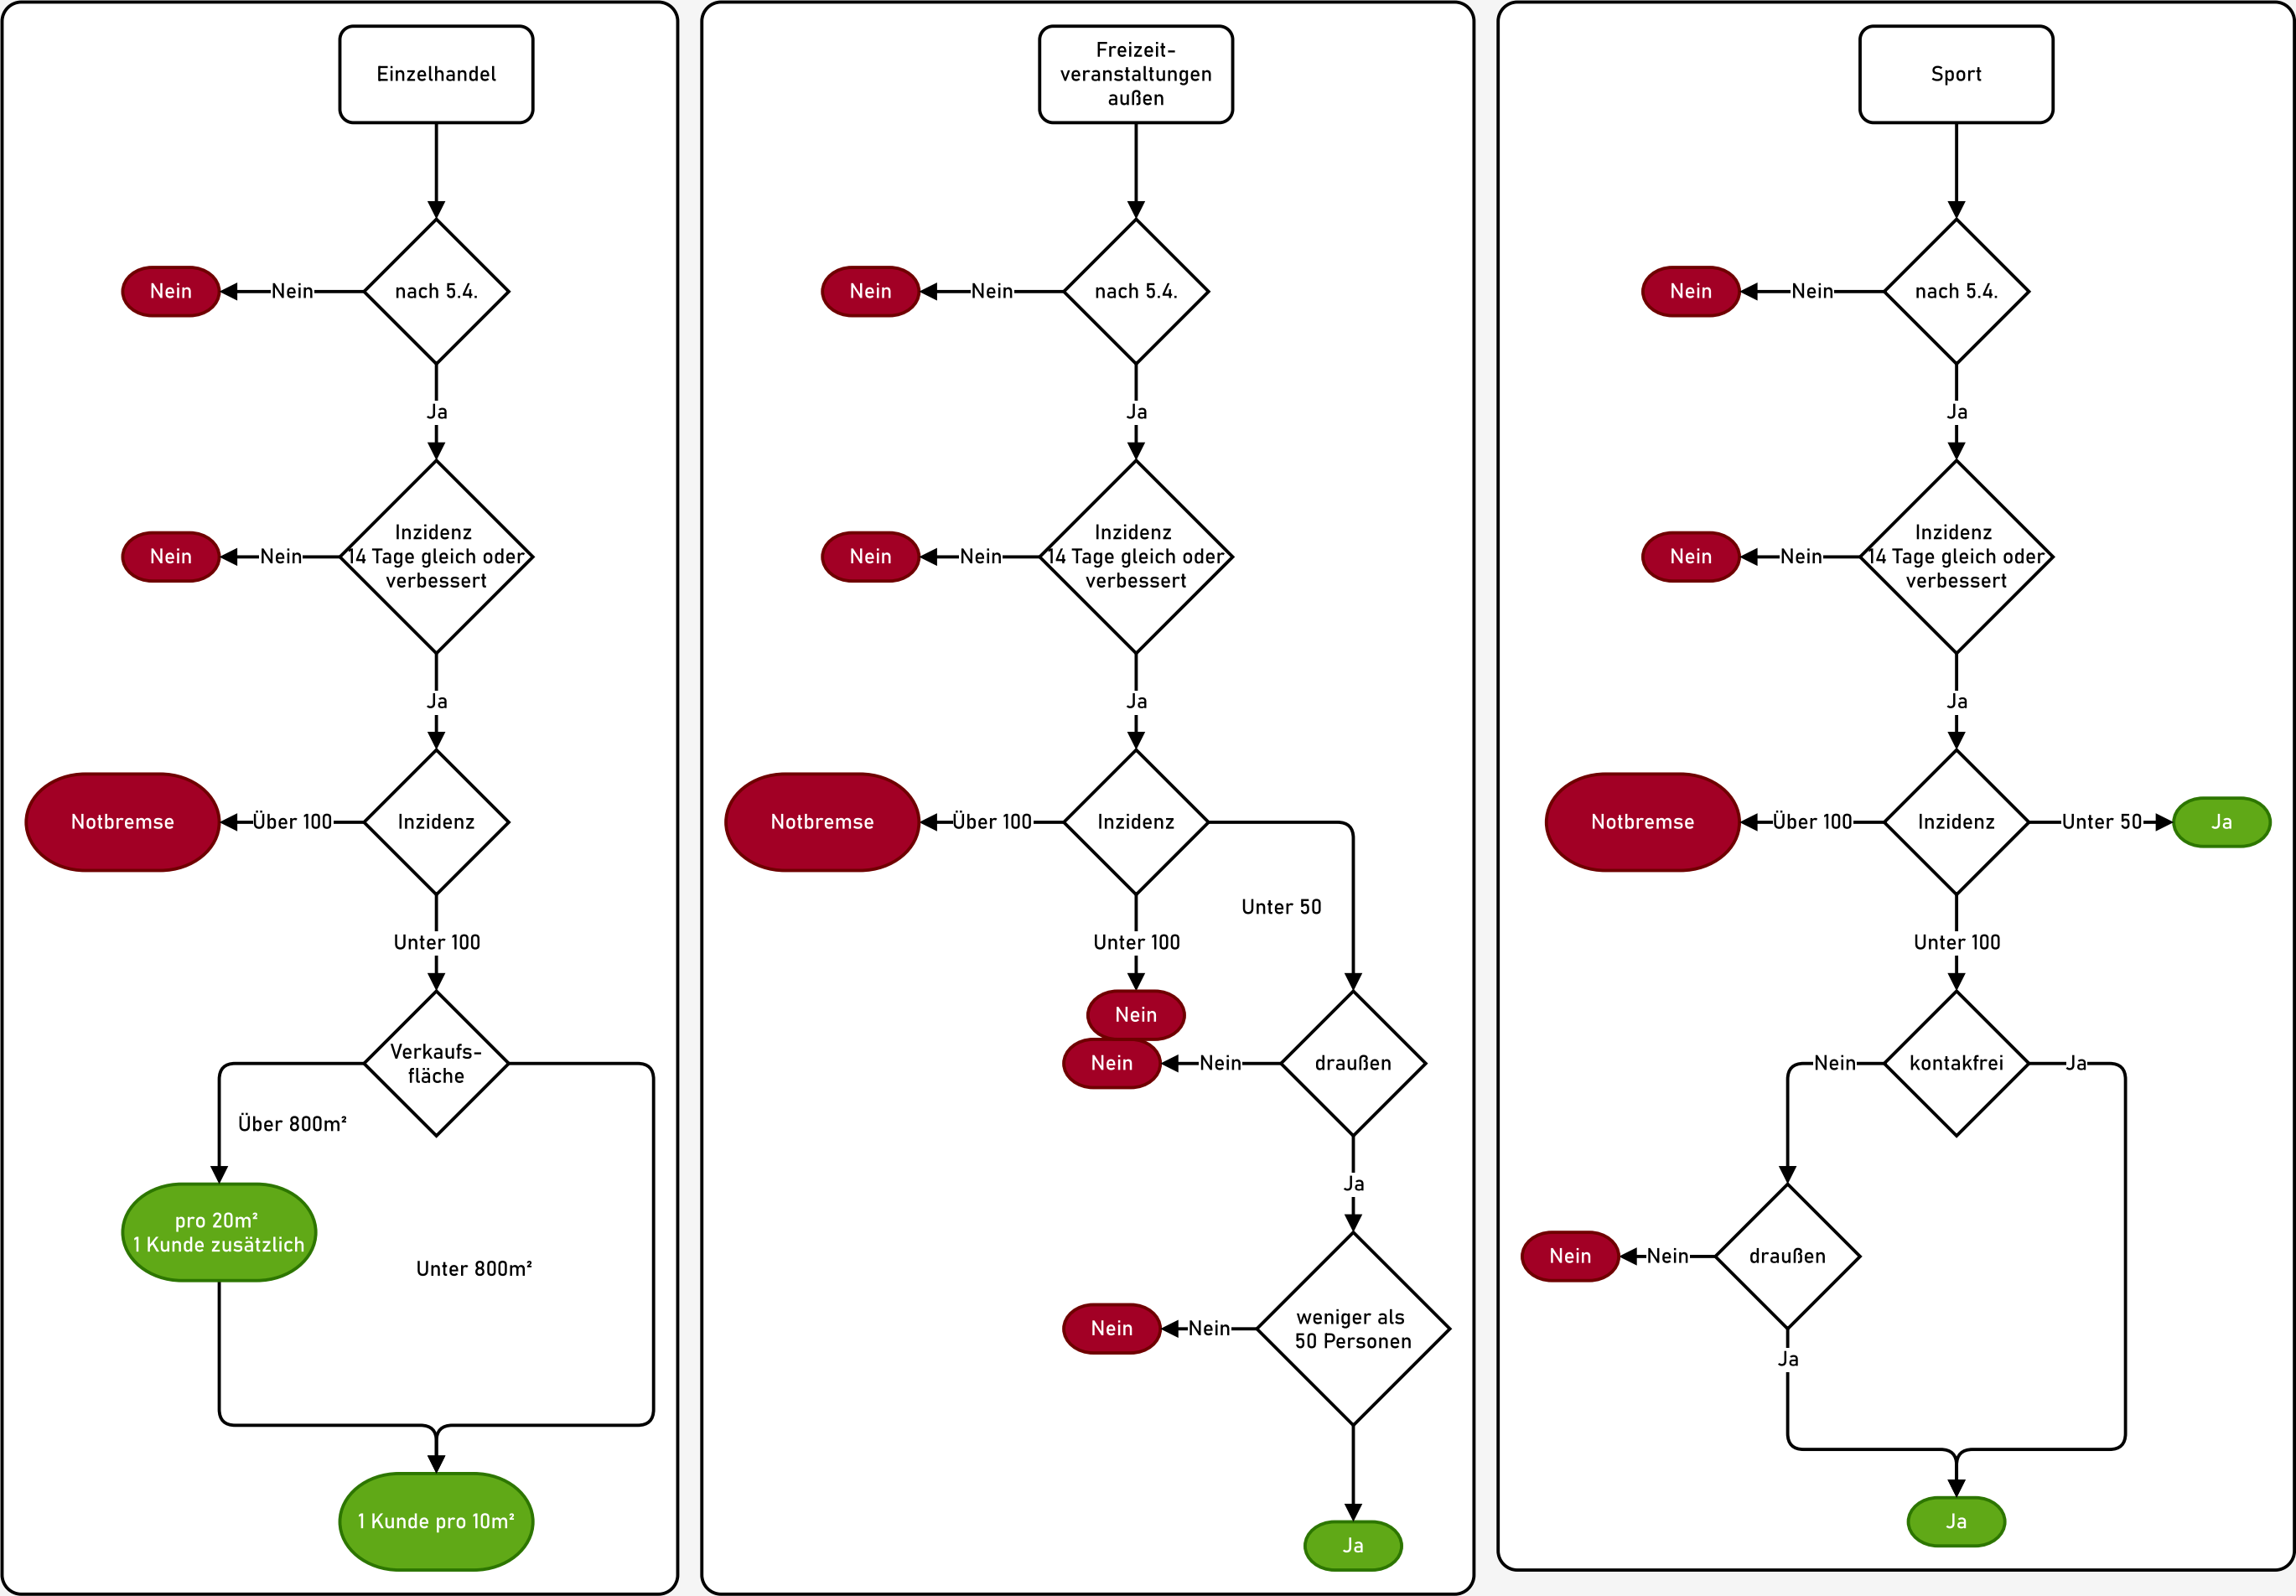 Einzelhandel
nach 5.4.
Nein
Nein
Ja
Inzidenz
14 Tage gleich oder
verbessert
Nein
Nein
Ja
Inzidenz
Über 100
Notbremse
Unter 100
Verkaufs-
fläche
Über 800m²
pro 20m²
1 Kunde zusätzlich
Unter 800m²
1 Kunde pro 10m²
Freizeit-
veranstaltungen
außen
nach 5.4.
Nein
Nein
Ja
Inzidenz
14 Tage gleich oder
verbessert
Nein
Nein
Ja
Inzidenz
Über 100
Notbremse
Unter 50
Unter 100
Nein
draußen
Nein
Nein
Ja
weniger als
50 Personen
Nein
Nein
Ja
Sport
nach 5.4.
Nein
Nein
Ja
Inzidenz
14 Tage gleich oder
verbessert
Nein
Nein
Ja
Inzidenz
Über 100
Notbremse
Unter 50
Ja
Unter 100
kontakfrei
Nein
Ja
draußen
Nein
Nein
Ja
Ja